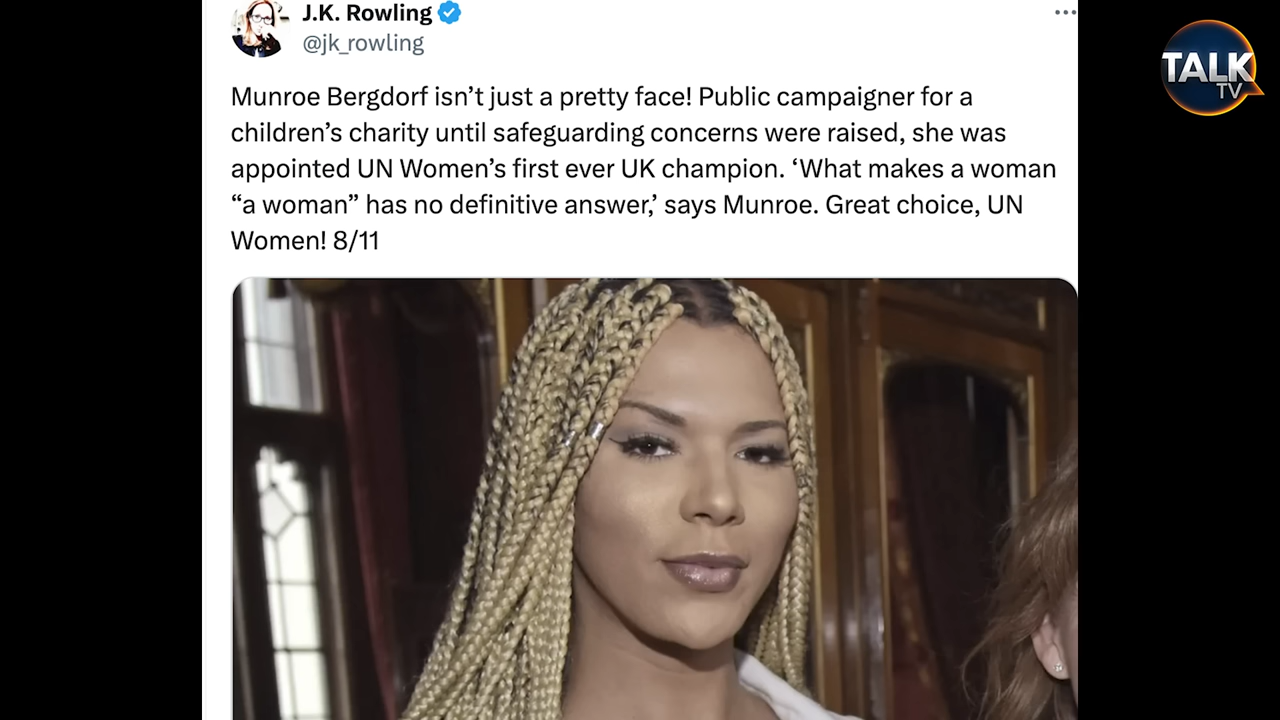 J.K. Rowling
@jk_rowling
TALK
TV
Munroe Bergdorf isn’t just a pretty face! Public campaigner for a
children’s charity until safeguarding concerns were raised, she was
appointed UN Women’s first ever UK champion. ‘What makes a woman
“a woman” has no definitive answer,’ says Munroe. Great choice, UN
Women! 8/11